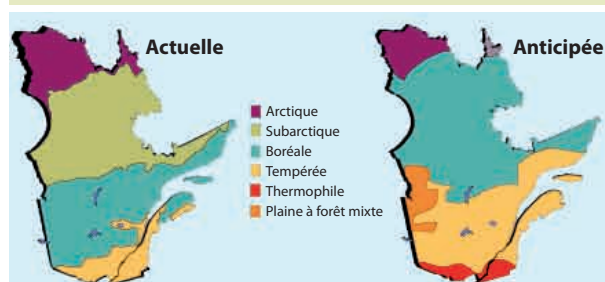 Actuelle
Anticipée
Arctique
Subarctique
Boréale
Tempérée
Thermophile
Plaine à forêt mixte